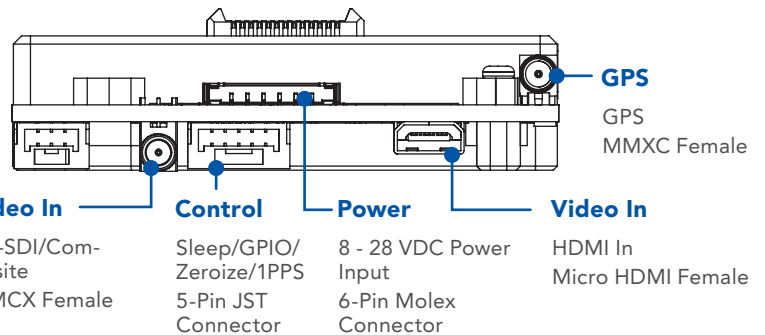 GPS
GPS
MMXC Female
deo In
Control
Power
Video In
-SDI/Com-
site
MCX Female
Sleep/GPIO/
Zeroize/1PPS
5-Pin JST
Connector
8 - 28 VDC Power
Input
6-Pin Molex
Connector
HDMI In
Micro HDMI Female